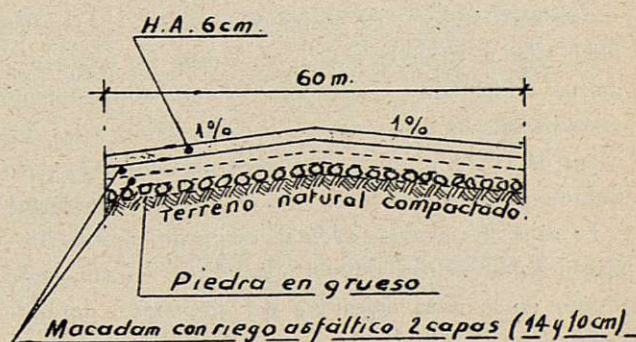 H.A. 6cm.
60 m.
1% 1%
Terreno natural compactado.
Piedra en grueso
Macadam con riego asfáltico 2 capas (14 y 10 cm)